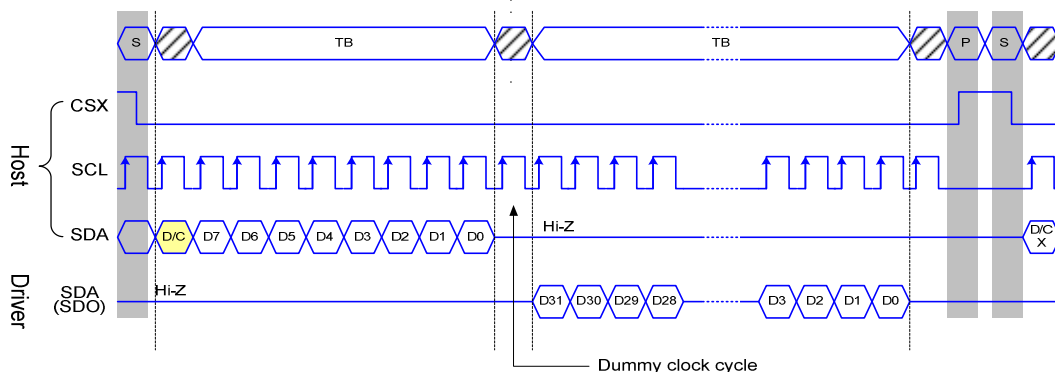 S TB TB P S
CSX
SCL
Host
SDA D/C D7 D6 D5 D4 D3 D2 D1 D0 Hi-Z D/C
X
Driver
SDA
(SDO)
Hi-Z
D31 D30 D29 D28 D3 D2 D1 D0
Dummy clock cycle